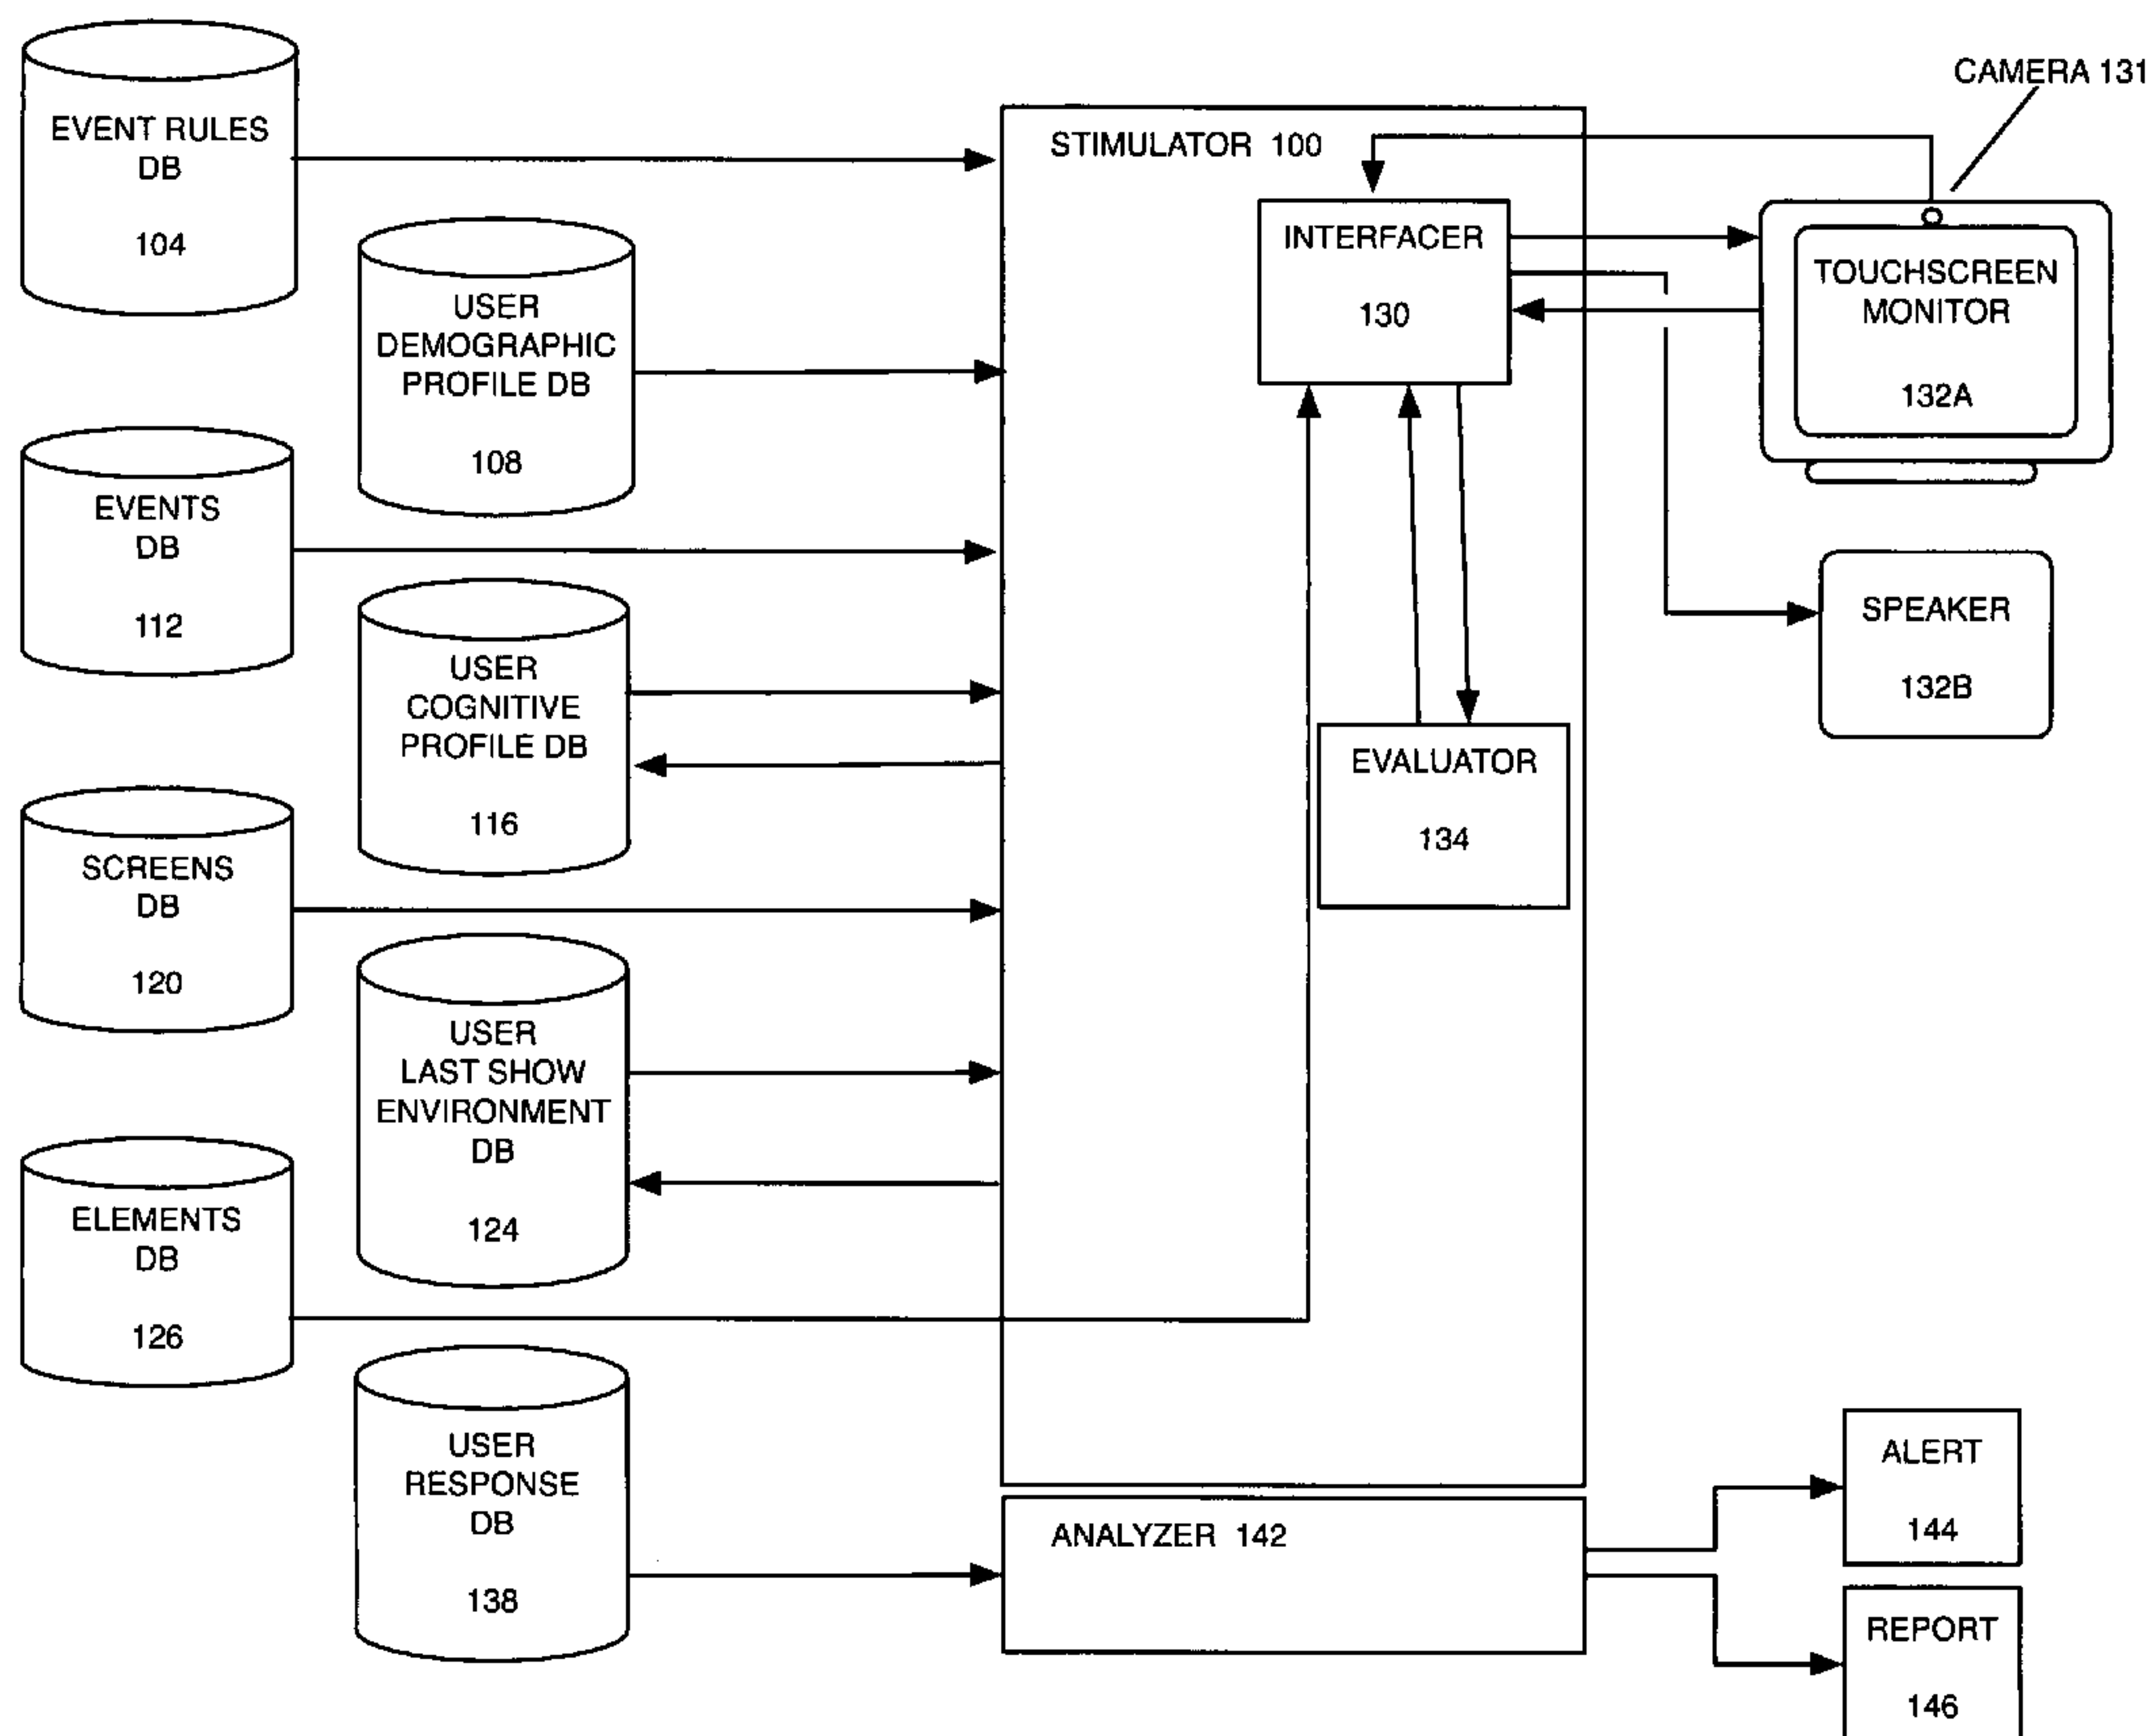 CAMERA 131
EVENT RULES
DB
104
STIMULATOR 100
INTERFACER
130
TOUCHSCREEN
MONITOR
132A
USER
DEMOGRAPHIC
PROFILE DB
108
EVENTS
DB
112
SPEAKER
132B
USER
COGNITIVE
PROFILE DB
116
EVALUATOR
134
SCREENS
DB
120
USER
LAST SHOW
ENVIRONMENT
DB
124
ELEMENTS
DB
126
USER
RESPONSE
DB
138
ANALYZER 142
ALERT
144
REPORT
146